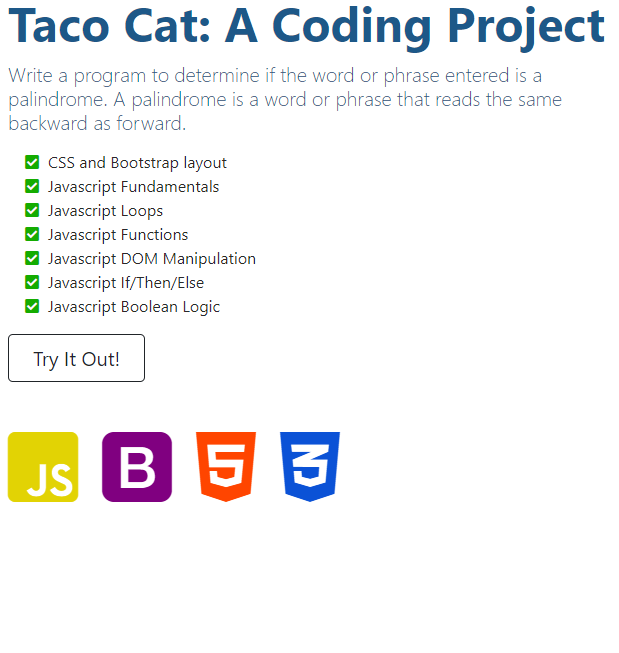 Taco Cat: A Coding Project
Write a program to determine if the word or phrase entered is a
palindrome. A palindrome is a word or phrase that reads the same
backward as forward.
CSS and Bootstrap layout
Javascript Fundamentals
Javascript Loops
Javascript Functions
Javascript DOM Manipulation
Javascript If/Then/Else
Javascript Boolean Logic
Try It Out!
JS B 5 3